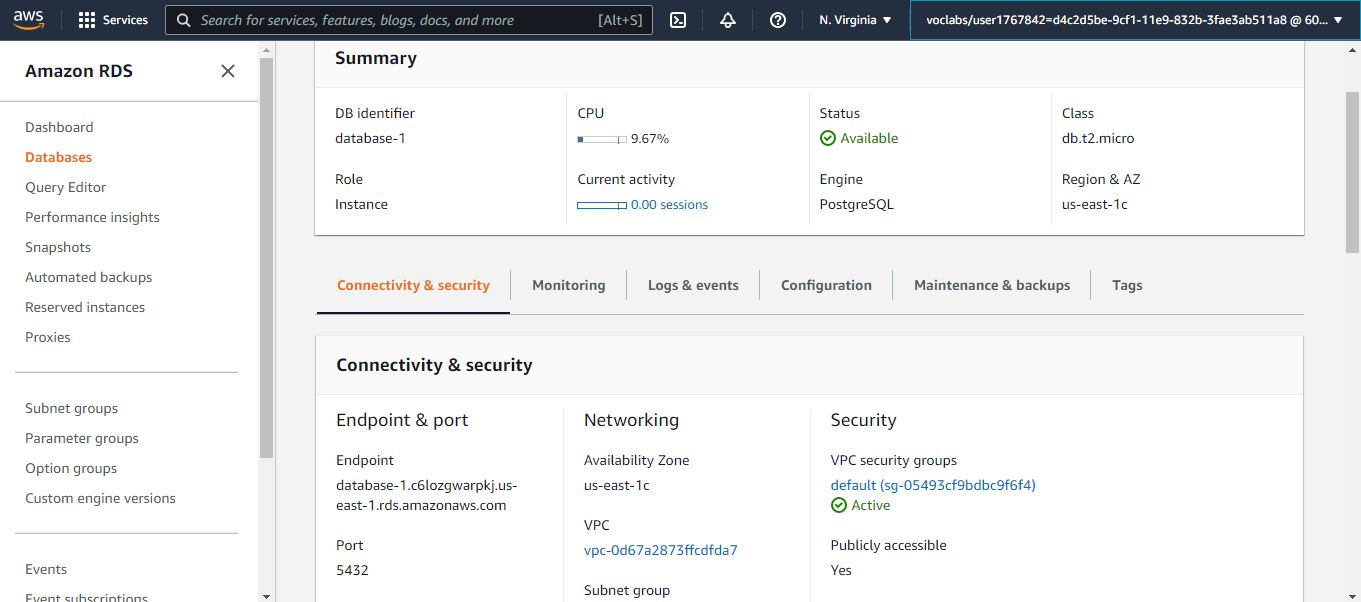 aws
Services
Search for services, features, blogs, docs, and more [Alt+S]
N. Virginia ▼
voclabs/user1767842=d4c2d5be-9cf1-11e9-832b-3fae3ab511a8 @ 60... ▼
Amazon RDS
Dashboard
Databases
Query Editor
Performance insights
Snapshots
Automated backups
Reserved instances
Proxies
Subnet groups
Parameter groups
Option groups
Custom engine versions
Events
Event subscriptions
Summary
DB identifier
database-1
CPU
9.67%
Status
Available
Class
db.t2.micro
Role
Instance
Current activity
0.00 sessions
Engine
PostgreSQL
Region & AZ
us-east-1c
Connectivity & security
Monitoring
Logs & events
Configuration
Maintenance & backups
Tags
Connectivity & security
Endpoint & port
Endpoint
database-1.c6lozgwarpkj.us-
east-1.rds.amazonaws.com
Port
5432
Networking
Availability Zone
us-east-1c
VPC
vpc-0d67a2873ffcdfda7
Subnet group
Security
VPC security groups
default (sg-05493cf9bdbc9f6f4)
Active
Publicly accessible
Yes